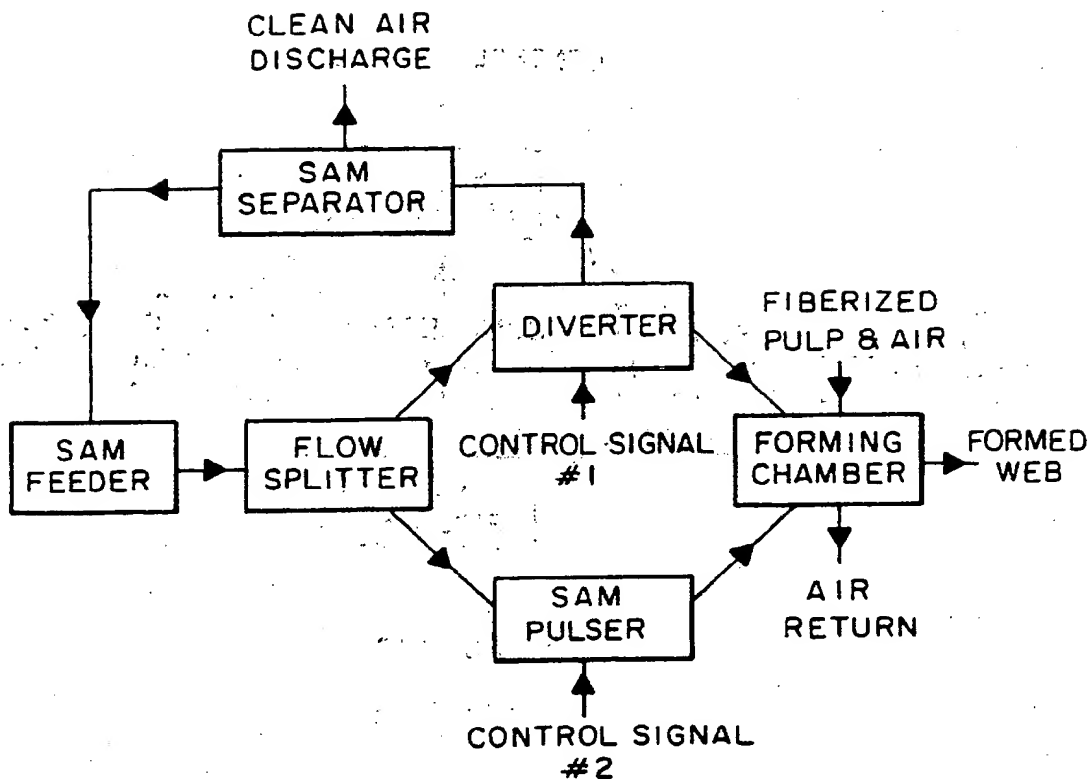 CLEAN AIR
DISCHARGE
SAM
SEPARATOR
DIVERTER
FIBERIZED
PULP & AIR
SAM
FEEDER
FLOW
SPLITTER
CONTROL SIGNAL
#1
FORMING
CHAMBER
FORMED
WEB
SAM
PULSER
AIR
RETURN
CONTROL SIGNAL
#2